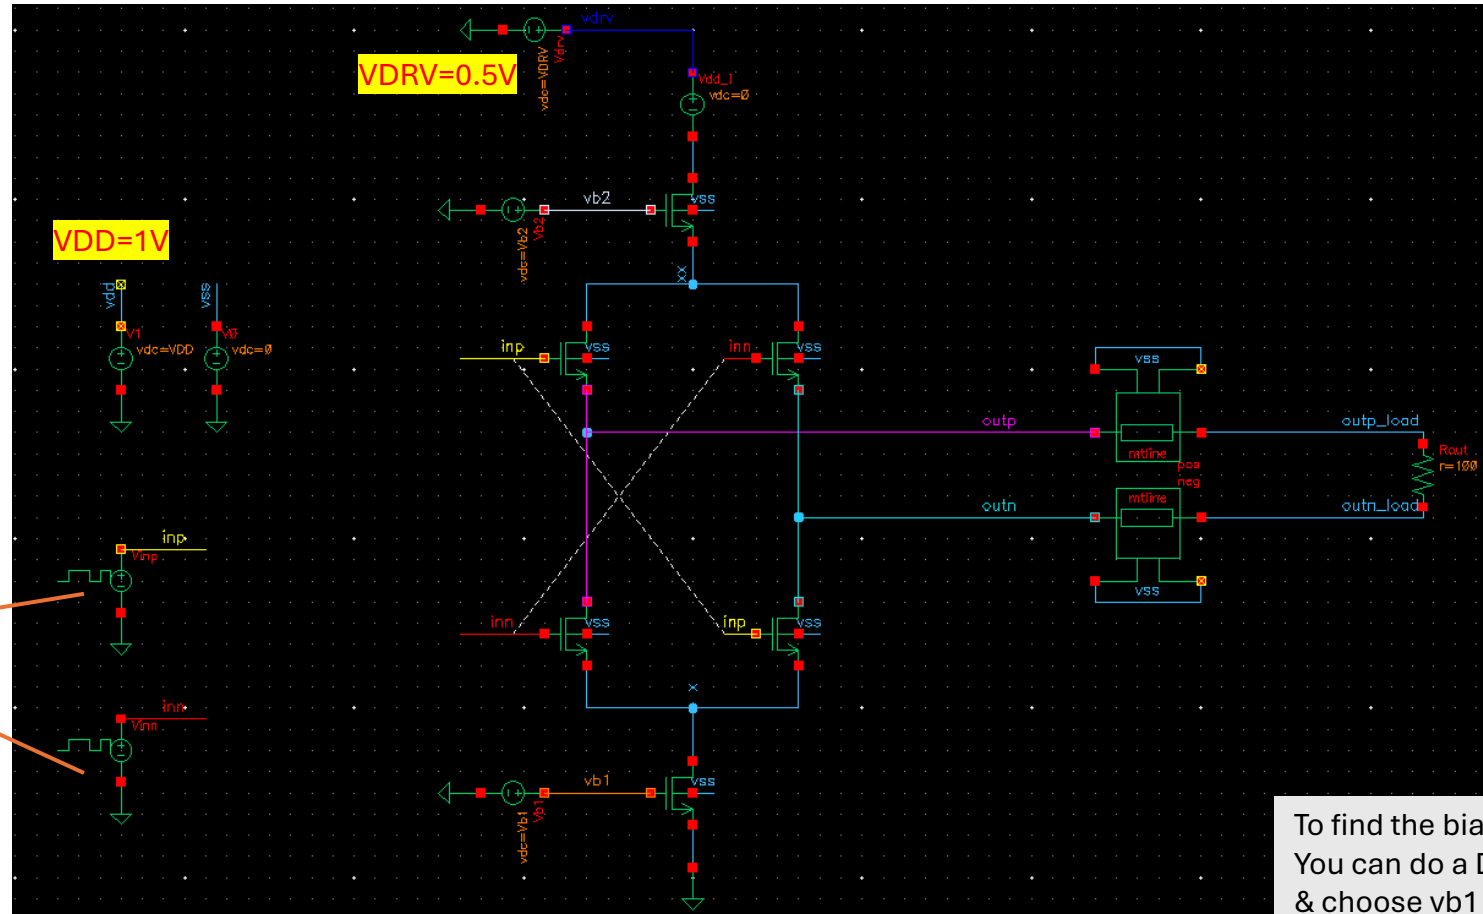 vdrv
Vdrv
vdc=VDRV
VDRV=0.5V
Vdd_1
vdc=0
vb2
vss
Vb2
vdc=Vb2
VDD=1V
xx
vdd
vss
V1
vdc=VDD
V0
vdc=0
inp
vss
inn
vss
vss
outp
outp_load
mtline
pos
neg
Rout
r=100
mtline
outn
outn_load
vss
inp
Vinp
inn
vss
inp
vss
x
inn
Vinn
vb1
vss
Vb1
vdc=Vb1
To find the bia
You can do a D
& choose vb1